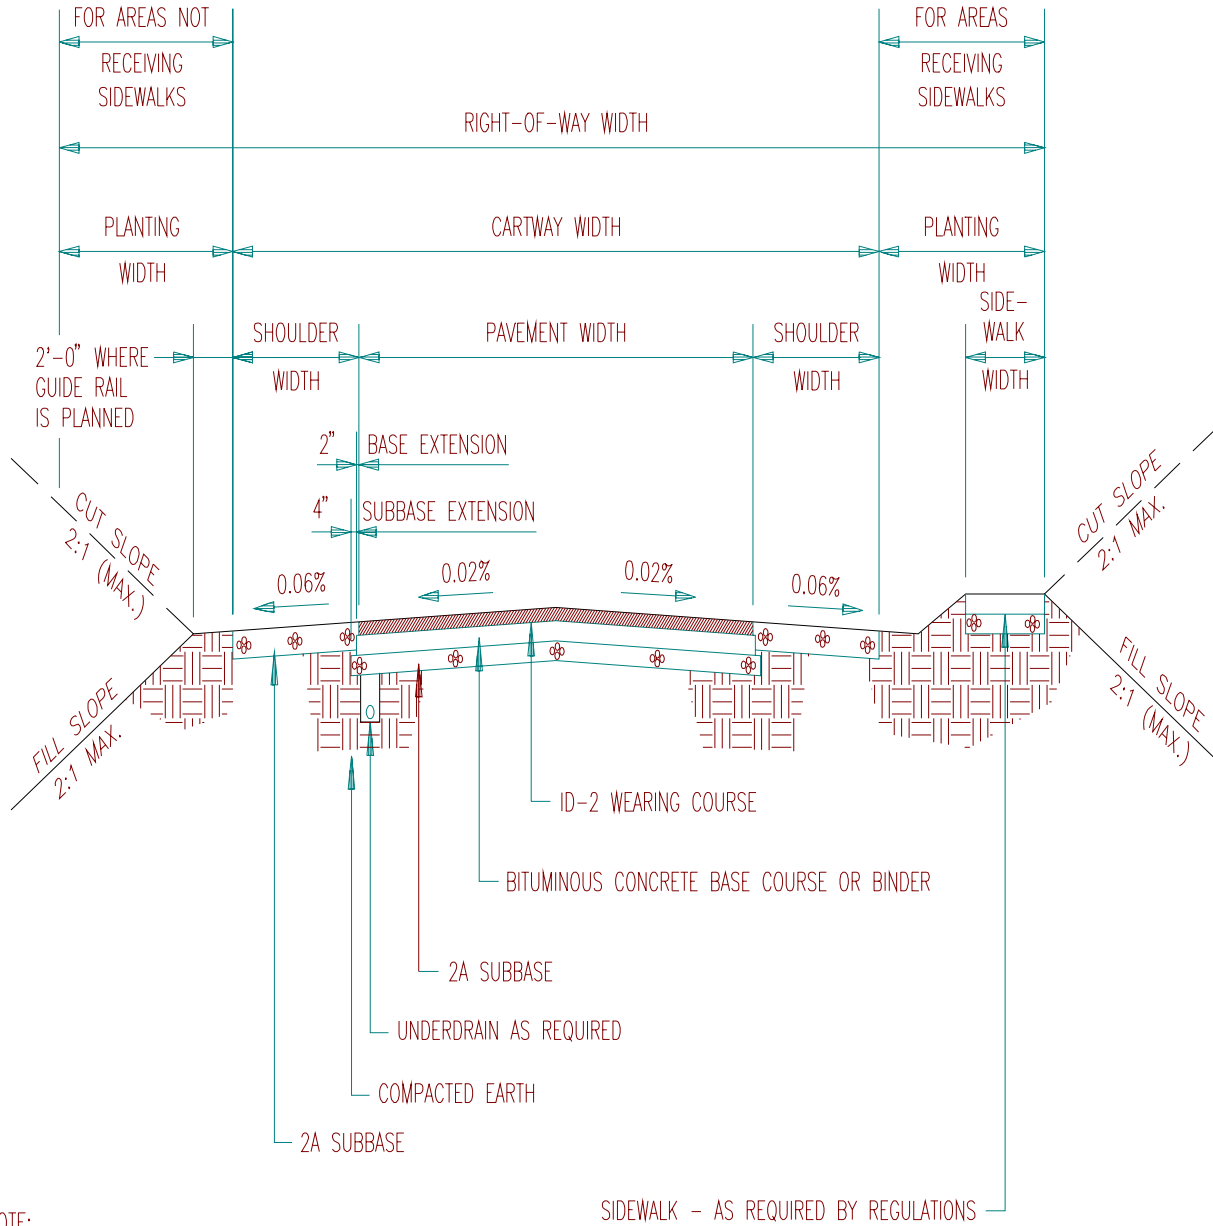 FOR AREAS NOT
RECEIVING
SIDEWALKS
FOR AREAS
RECEIVING
SIDEWALKS
RIGHT-OF-WAY WIDTH
PLANTING
WIDTH
CARTWAY WIDTH
PLANTING
WIDTH
SIDE-
WALK
WIDTH
2'-0" WHERE
GUIDE RAIL
IS PLANNED
SHOULDER
WIDTH
PAVEMENT WIDTH
SHOULDER
WIDTH
2" BASE EXTENSION
4" SUBBASE EXTENSION
CUT SLOPE
2:1 (MAX.)
CUT SLOPE
2:1 MAX.
0.06%
0.02%
0.02%
0.06%
FILL SLOPE
2:1 MAX.
FILL SLOPE
2:1 (MAX.)
ID-2 WEARING COURSE
BITUMINOUS CONCRETE BASE COURSE OR BINDER
2A SUBBASE
UNDERDRAIN AS REQUIRED
COMPACTED EARTH
2A SUBBASE
SIDEWALK - AS REQUIRED BY REGULATIONS